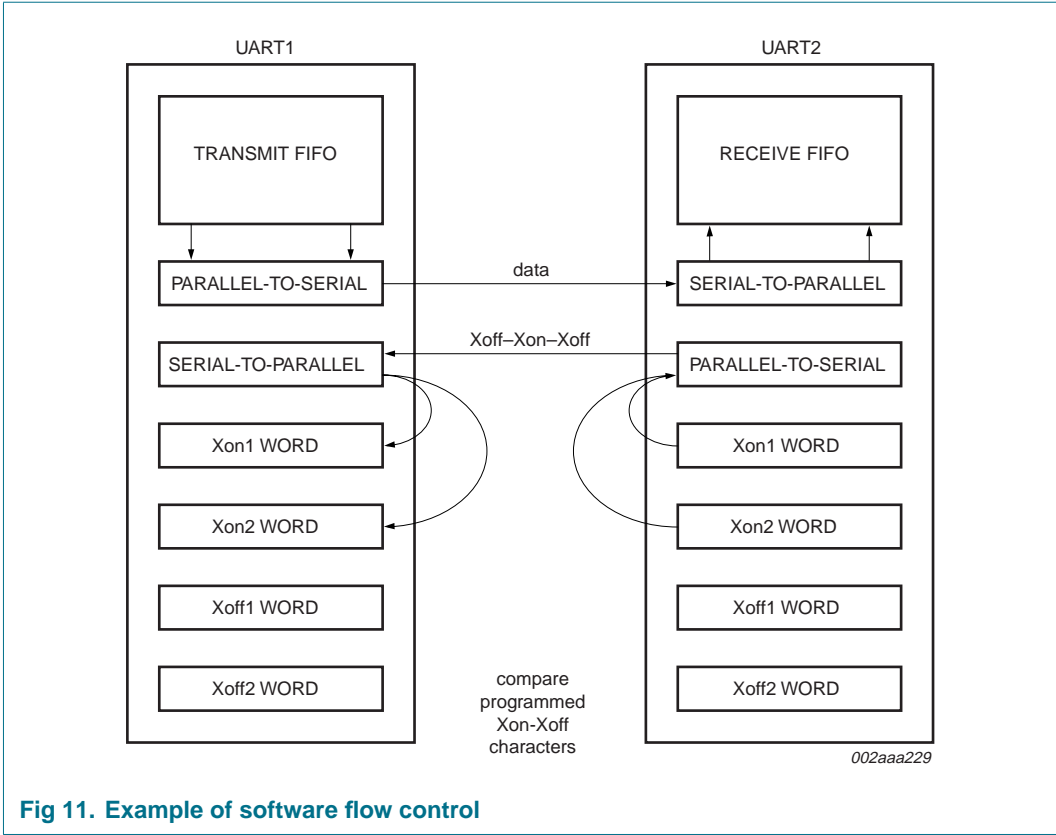 UART1
UART2
TRANSMIT FIFO
RECEIVE FIFO
PARALLEL-TO-SERIAL
data
SERIAL-TO-PARALLEL
SERIAL-TO-PARALLEL
Xoff–Xon–Xoff
PARALLEL-TO-SERIAL
Xon1 WORD
Xon1 WORD
Xon2 WORD
Xon2 WORD
Xoff1 WORD
Xoff1 WORD
Xoff2 WORD
Xoff2 WORD
compare
programmed
Xon-Xoff
characters
002aaa229
Fig 11. Example of software flow control